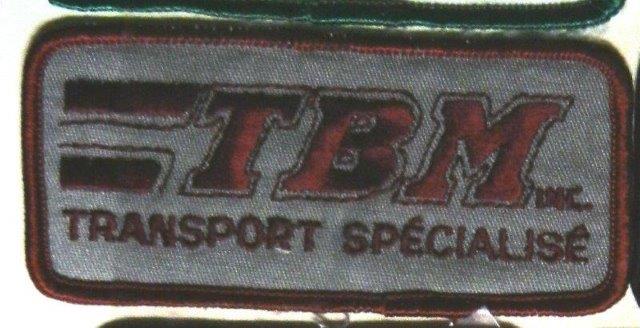 TBM INC.
TRANSPORT SPÉCIALISÉ